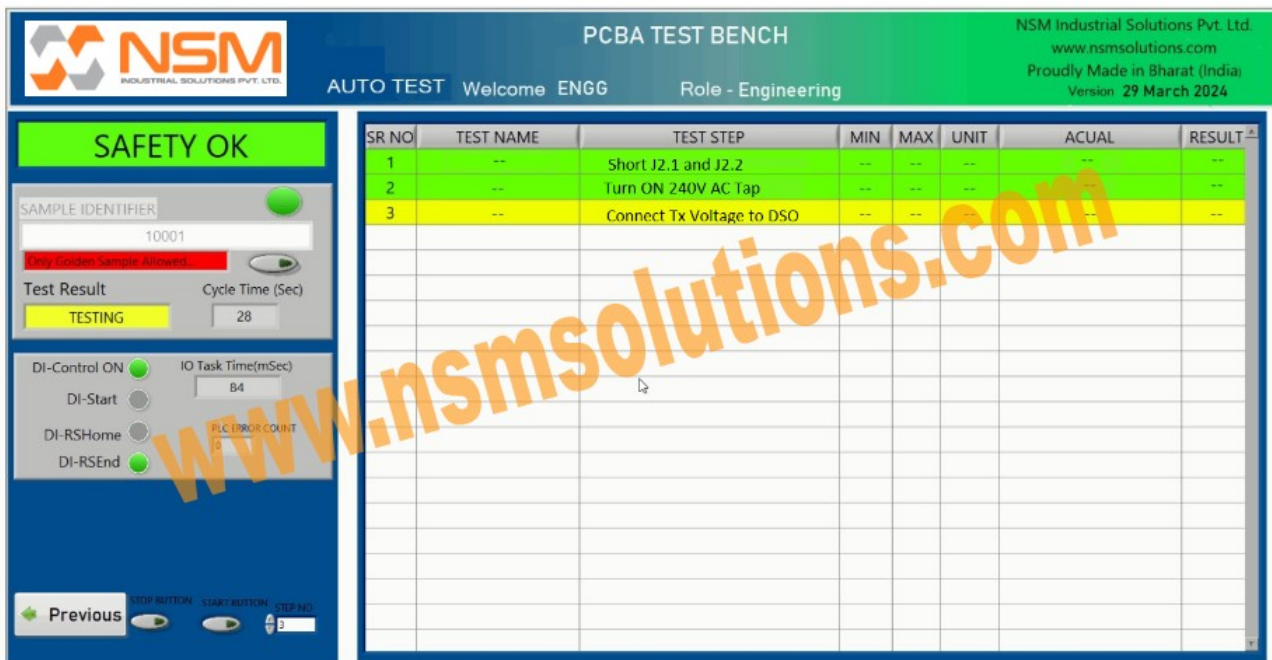 NSM
INDUSTRIAL SOLUTIONS PVT. LTD.
PCBA TEST BENCH
AUTO TEST Welcome ENGG Role - Engineering
NSM Industrial Solutions Pvt. Ltd.
www.nsmsolutions.com
Proudly Made in Bharat (India)
Version 29 March 2024
SAFETY OK
SAMPLE IDENTIFIER
10001
Only Golden Sample Allowed...
Test Result Cycle Time (Sec)
TESTING 28
DI-Control ON IO Task Time(mSec)
84
DI-Start
DI-RSHome PLC ERROR COUNT
0
DI-RSEnd
Previous STOP BUTTON START BUTTON STEP NO
3
SR NO TEST NAME TEST STEP MIN MAX UNIT ACUAL RESULT
1 -- Short J2.1 and J2.2 -- -- -- -- --
2 -- Turn ON 240V AC Tap -- -- -- -- --
3 -- Connect Tx Voltage to DSO -- -- -- -- --
www.nsmsolutions.com